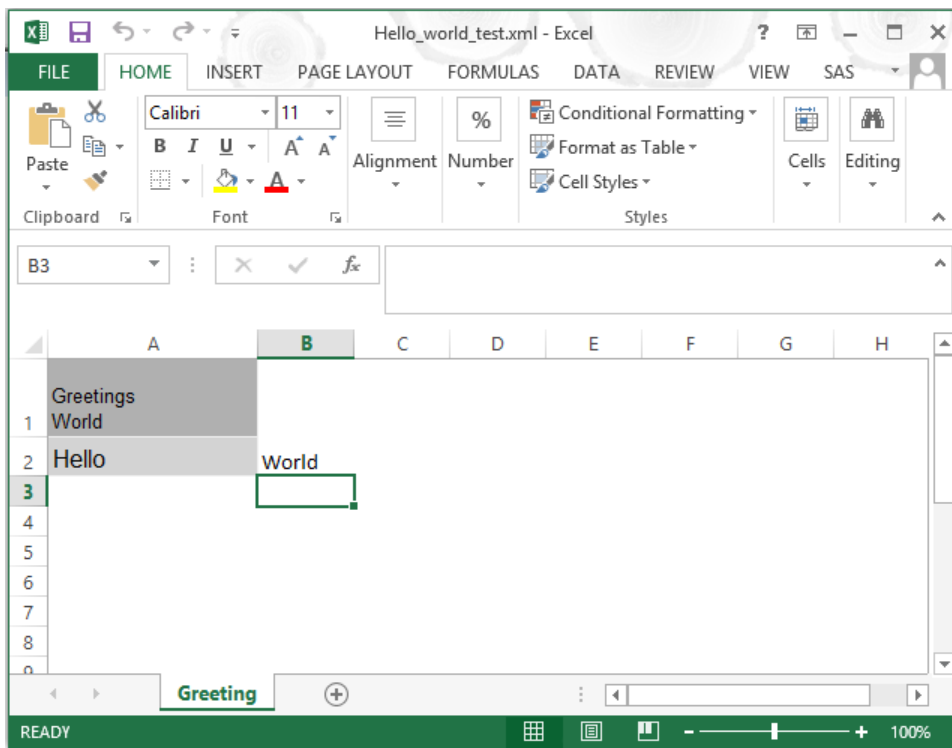 Hello_world_test.xml - Excel
?
FILE HOME INSERT PAGE LAYOUT FORMULAS DATA REVIEW VIEW SAS
Paste
Clipboard
Calibri 11
B I U A A
A
Font
Alignment
%
Number
Conditional Formatting
Format as Table
Cell Styles
Styles
Cells
Editing
B3 fx
A B C D E F G H
1 Greetings
World
2 Hello World
3
4
5
6
7
8
9
Greeting
READY 100%